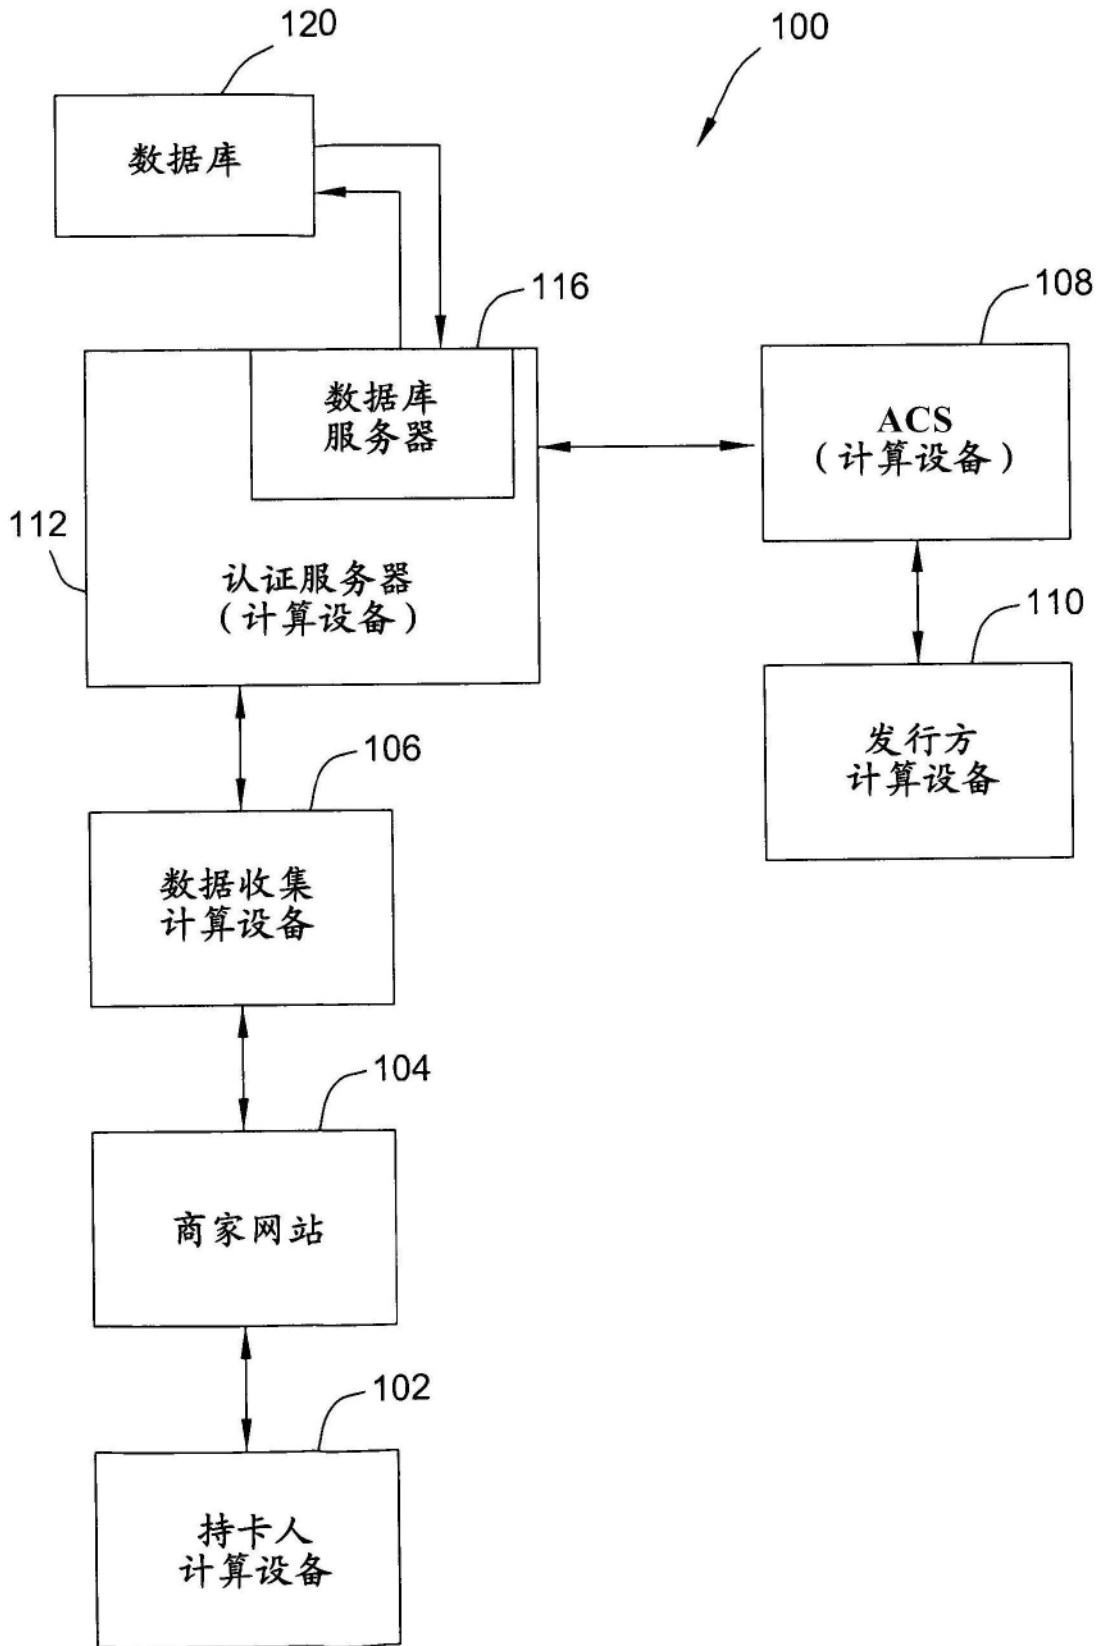 120
100
数据库
116
108
数据库
服务器
ACS
(计算设备)
112
认证服务器
(计算设备)
110
发行方
计算设备
106
数据收集
计算设备
104
商家网站
102
持卡人
计算设备